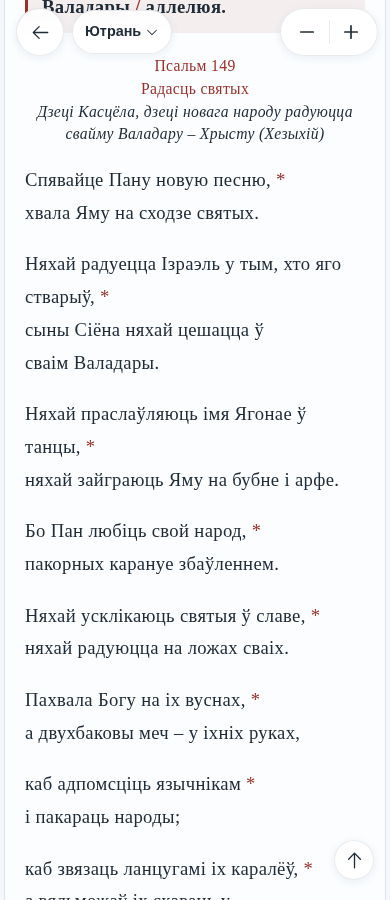 Валадары / аллелюя.
Ютрань
Псальм 149
Радасць святых
Дзеці Касцёла, дзеці новага народу радуюцца
свайму Валадару – Хрысту (Хезыхій)
Спявайце Пану новую песню, *
хвала Яму на сходзе святых.
Няхай радуецца Ізраэль у тым, хто яго
стварыў, *
сыны Сіёна няхай цешацца ў
сваім Валадары.
Няхай праслаўляюць імя Ягонае ў
танцы, *
няхай зайграюць Яму на бубне і арфе.
Бо Пан любіць свой народ, *
пакорных карануе збаўленнем.
Няхай усклікаюць святыя ў славе, *
няхай радуюцца на ложах сваіх.
Пахвала Богу на іх вуснах, *
а двухбаковы меч – у іхніх руках,
каб адпомсціць язычнікам *
і пакараць народы;
каб звязаць ланцугамі іх каралёў, *